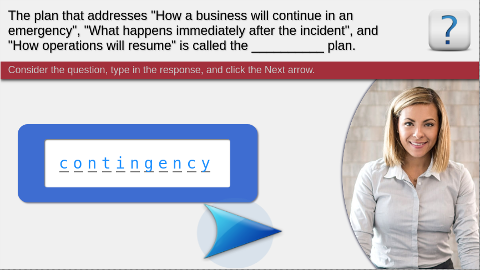 The plan that addresses "How a business will continue in an
emergency", "What happens immediately after the incident", and
"How operations will resume" is called the __________ plan.
?
Consider the question, type in the response, and click the Next arrow.
contingency